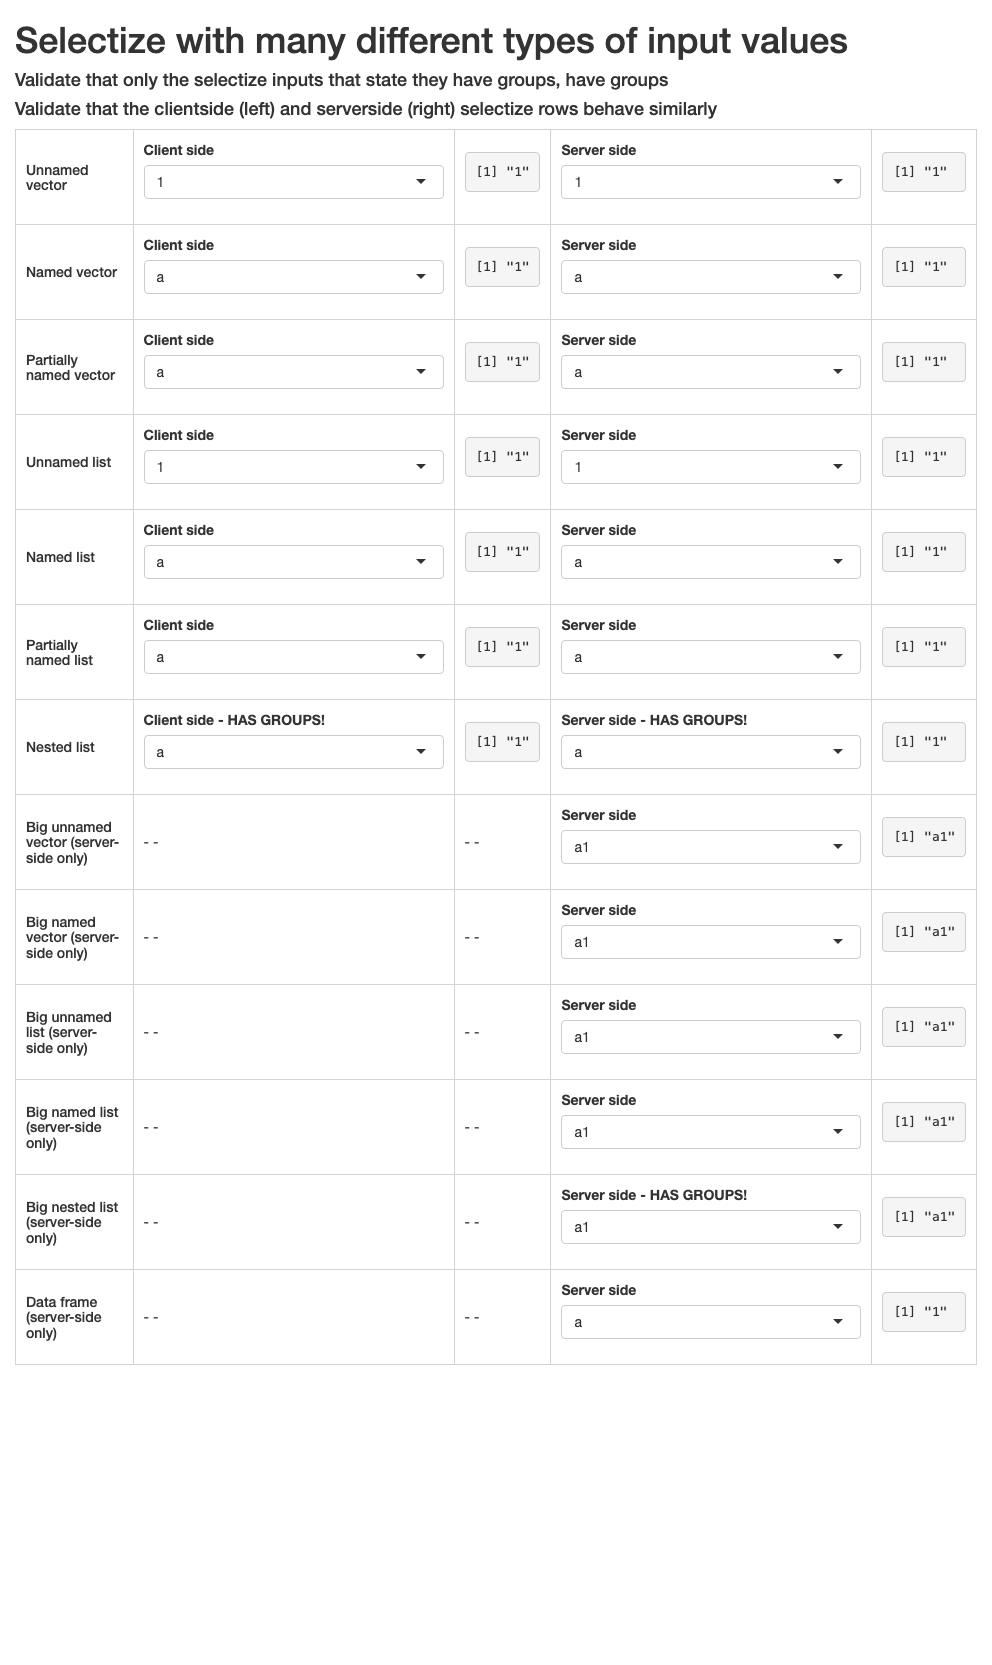 Selectize with many different types of input values
Validate that only the selectize inputs that state they have groups, have groups
Validate that the clientside (left) and serverside (right) selectize rows behave similarly
Unnamed
vector
Client side
1
[1] "1"
Server side
1
[1] "1"
Named vector
Client side
a
[1] "1"
Server side
a
[1] "1"
Partially
named vector
Client side
a
[1] "1"
Server side
a
[1] "1"
Unnamed list
Client side
1
[1] "1"
Server side
1
[1] "1"
Named list
Client side
a
[1] "1"
Server side
a
[1] "1"
Partially
named list
Client side
a
[1] "1"
Server side
a
[1] "1"
Nested list
Client side - HAS GROUPS!
a
[1] "1"
Server side - HAS GROUPS!
a
[1] "1"
Big unnamed
vector (server-
side only)
--
--
Server side
a1
[1] "a1"
Big named
vector (server-
side only)
--
--
Server side
a1
[1] "a1"
Big unnamed
list (server-
side only)
--
--
Server side
a1
[1] "a1"
Big named list
(server-side
only)
--
--
Server side
a1
[1] "a1"
Big nested list
(server-side
only)
--
--
Server side - HAS GROUPS!
a1
[1] "a1"
Data frame
(server-side
only)
--
--
Server side
a
[1] "1"